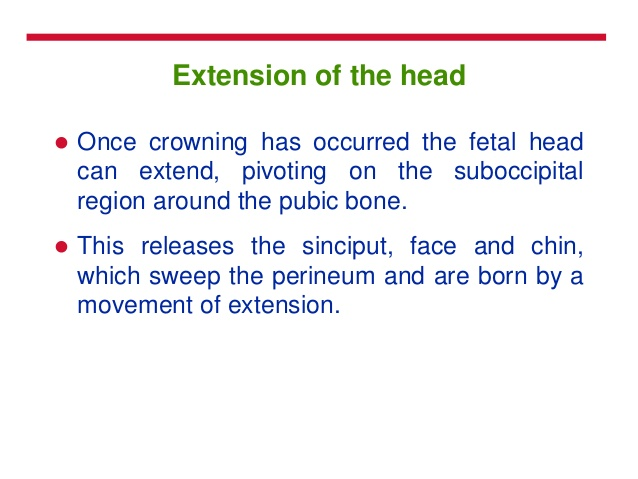 Extension of the head
● Once crowning has occurred the fetal head
can extend, pivoting on the suboccipital
region around the pubic bone.
● This releases the sinciput, face and chin,
which sweep the perineum and are born by a
movement of extension.